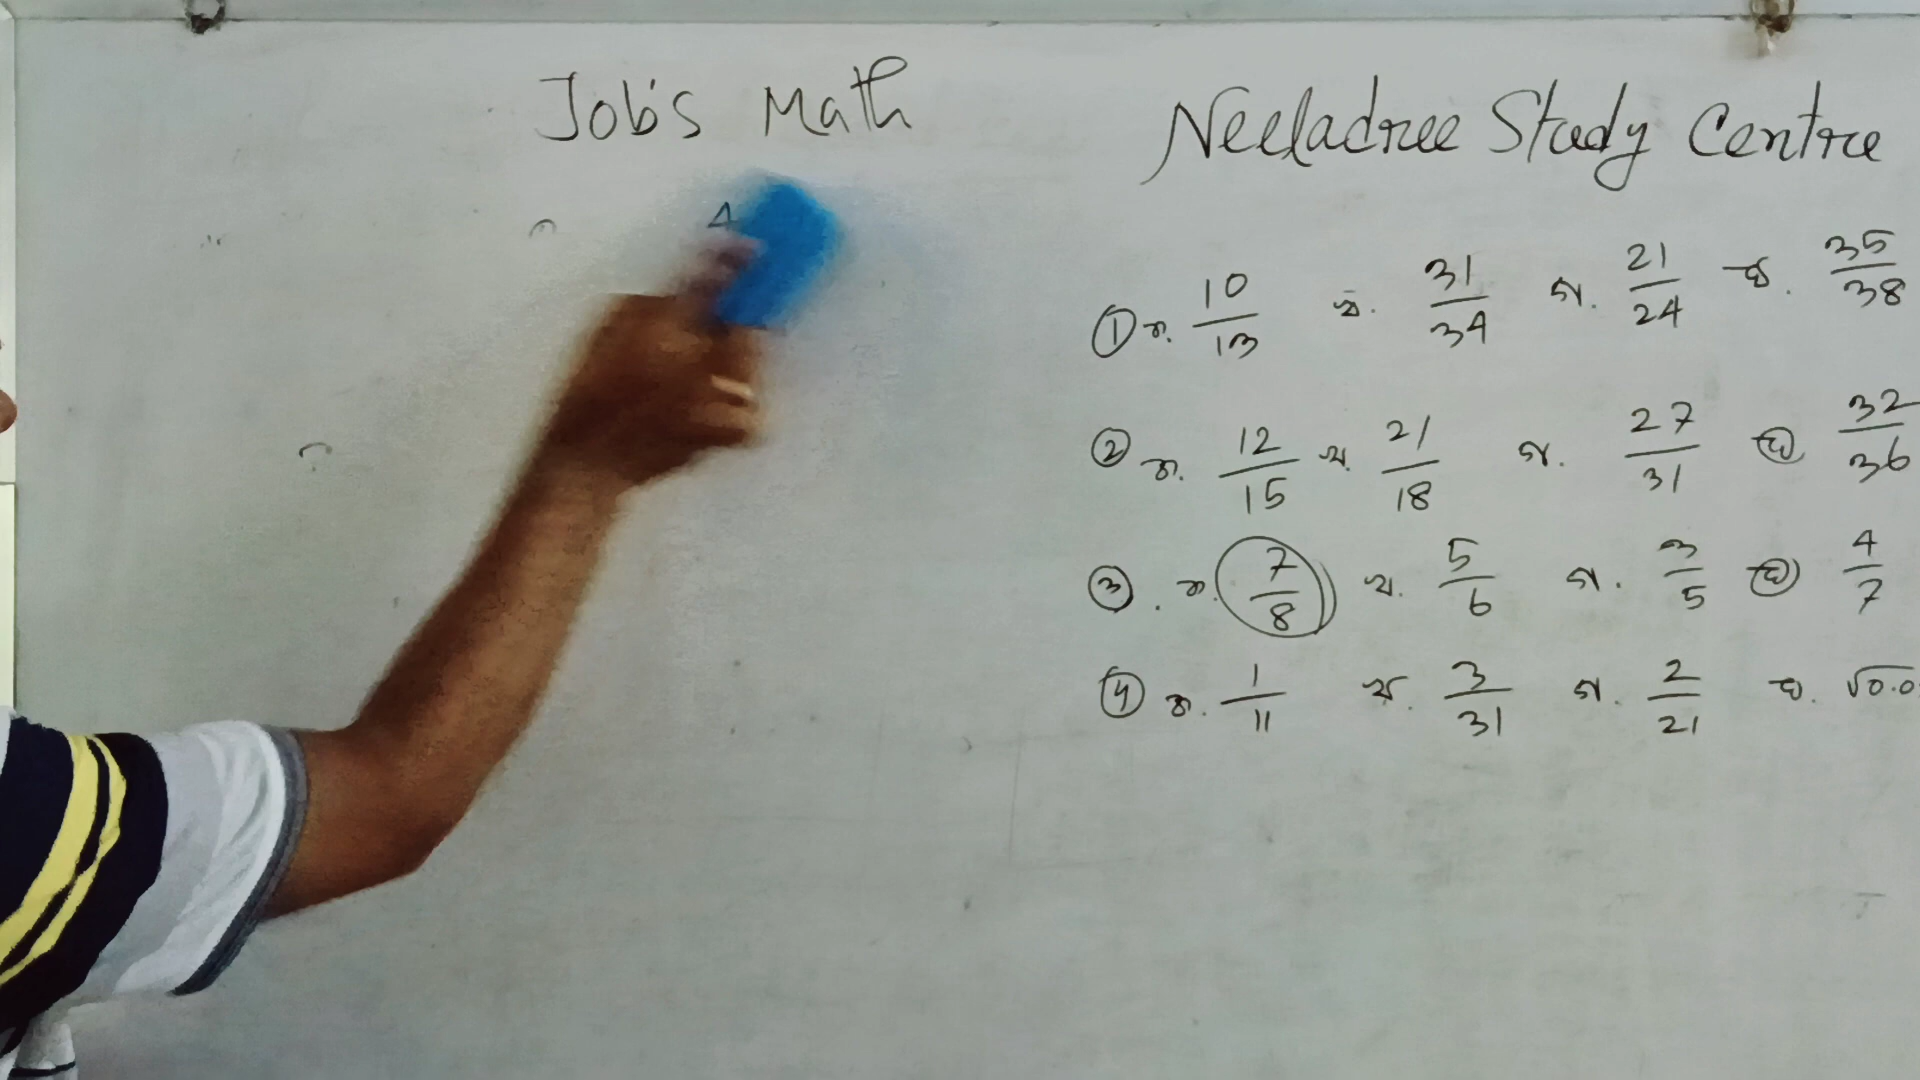 Job's Math
Neeladree Study Centre
① ক. 10/13 খ. 31/34 গ. 21/24 ঘ. 35/38
② ক. 12/15 খ. 21/18 গ. 27/31 ঘ 32/36
③. ক. 7/8 খ. 5/6 গ. 3/5 ঘ 4/7
④ ক. 1/11 খ. 3/31 গ. 2/21 ঘ. √0.0